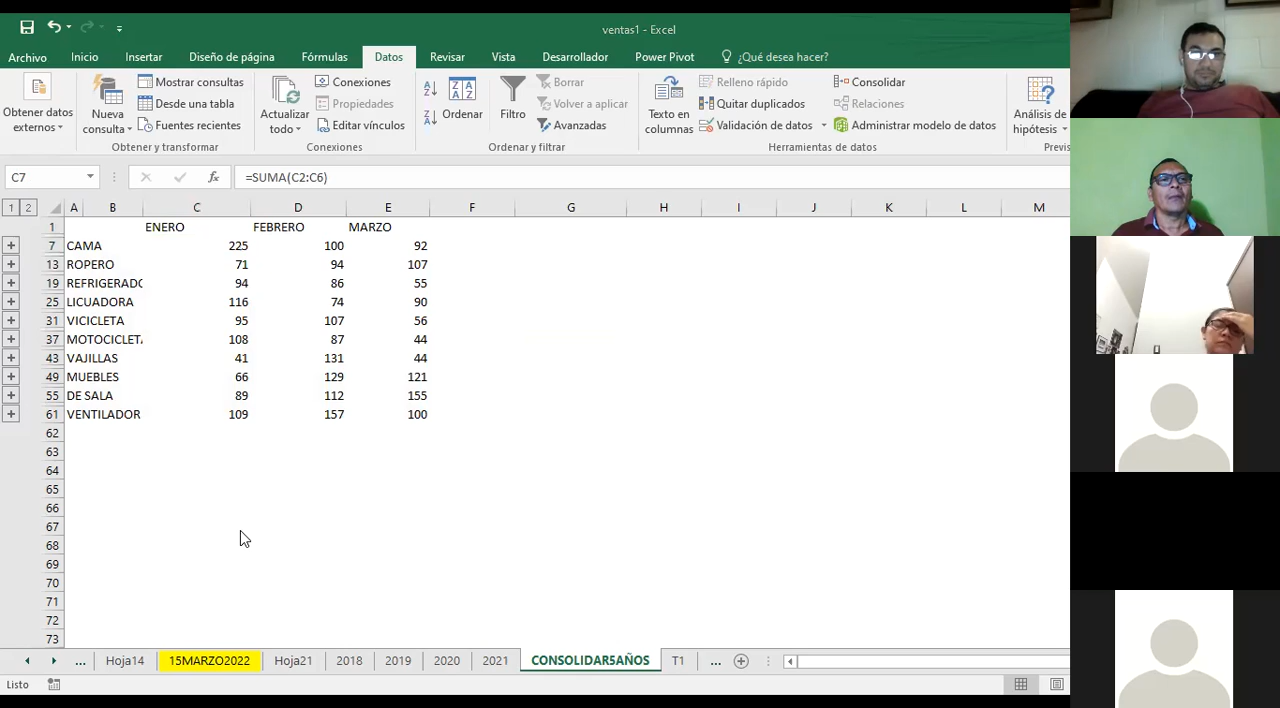 ventas1 - Excel
Archivo Inicio Insertar Diseño de página Fórmulas Datos Revisar Vista Desarrollador Power Pivot ¿Qué desea hacer?
Obtener datos externos
Nueva consulta
Mostrar consultas
Desde una tabla
Fuentes recientes
Obtener y transformar
Actualizar todo
Conexiones
Propiedades
Editar vínculos
Conexiones
Ordenar
Filtro
Borrar
Volver a aplicar
Avanzadas
Ordenar y filtrar
Texto en columnas
Relleno rápido
Quitar duplicados
Validación de datos
Consolidar
Relaciones
Administrar modelo de datos
Herramientas de datos
Análisis de hipótesis
Previs
C7 fx =SUMA(C2:C6)
1 2 A B C D E F G H I J K L M
1 ENERO FEBRERO MARZO
7 CAMA 225 100 92
13 ROPERO 71 94 107
19 REFRIGERADO 94 86 55
25 LICUADORA 116 74 90
31 VICICLETA 95 107 56
37 MOTOCICLETA 108 87 44
43 VAJILLAS 41 131 44
49 MUEBLES 66 129 121
55 DE SALA 89 112 155
61 VENTILADOR 109 157 100
62
63
64
65
66
67
68
69
70
71
72
73
... Hoja14 15MARZO2022 Hoja21 2018 2019 2020 2021 CONSOLIDAR5AÑOS T1 ...
Listo